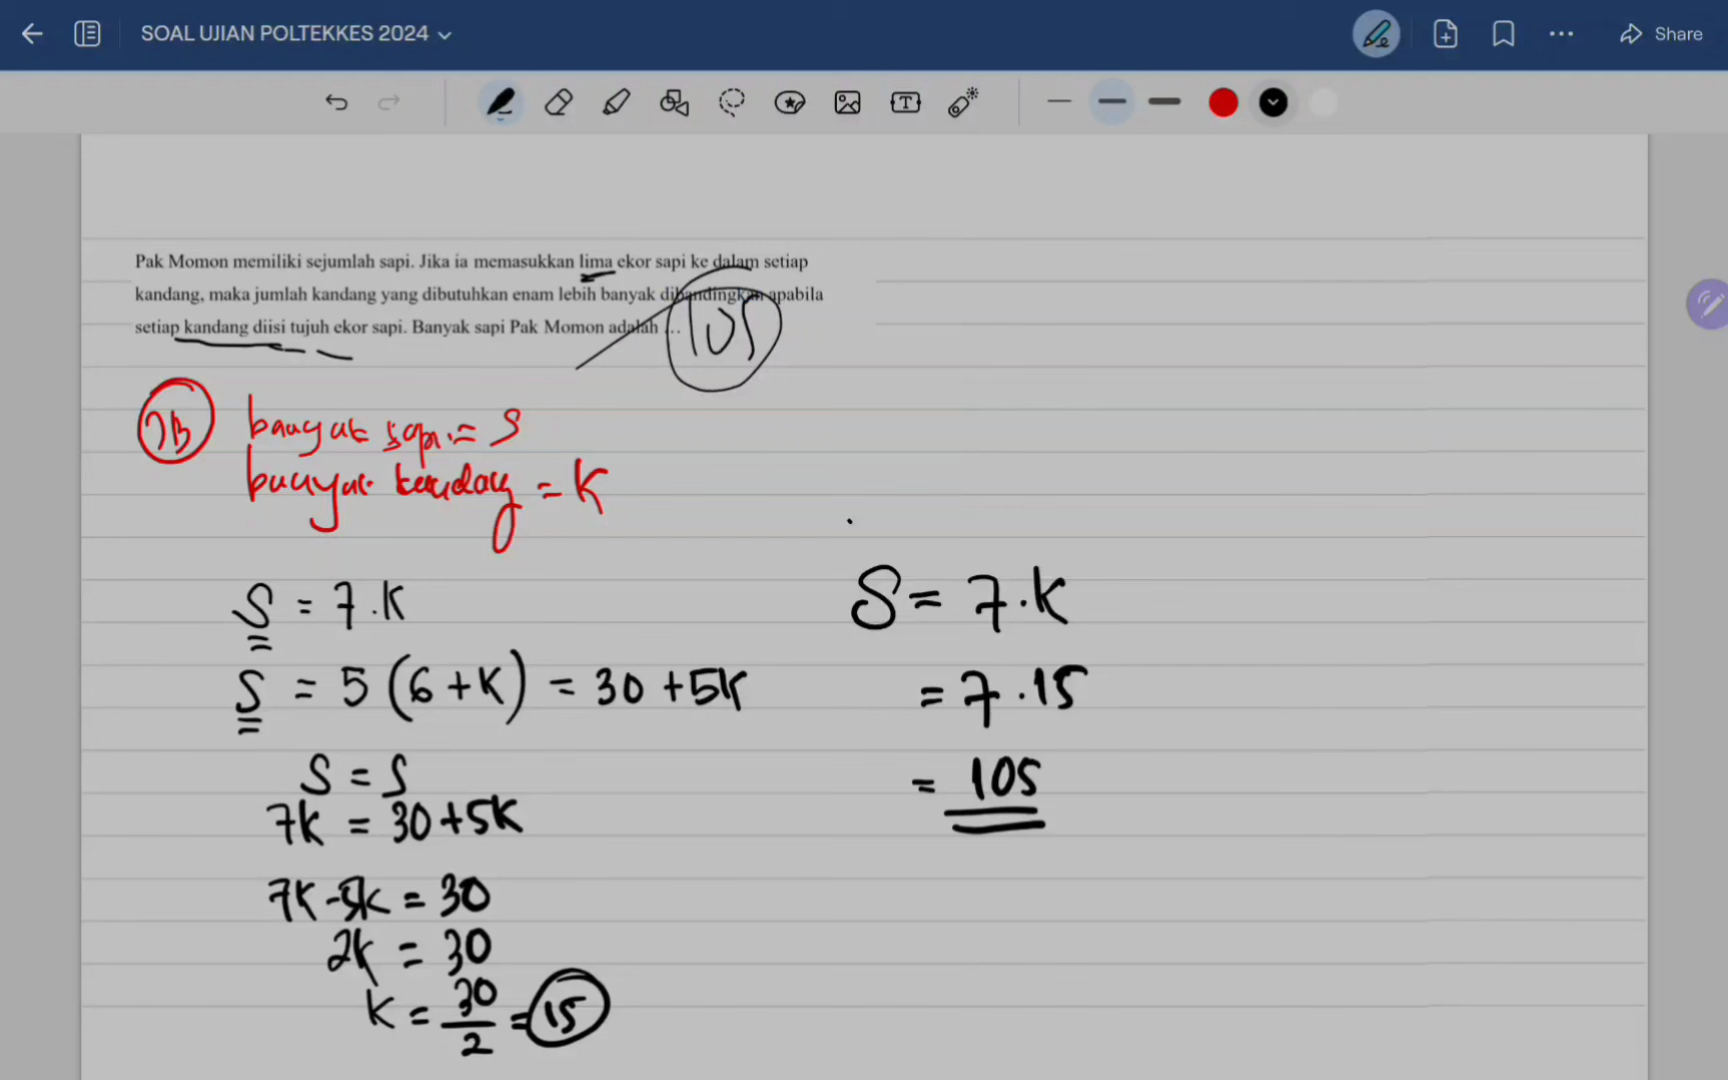 SOAL UJIAN POLTEKKES 2024
Share
Pak Momon memiliki sejumlah sapi. Jika ia memasukkan lima ekor sapi ke dalam setiap
kandang, maka jumlah kandang yang dibutuhkan enam lebih banyak dibandingkan apabila
setiap kandang diisi tujuh ekor sapi. Banyak sapi Pak Momon adalah ...
105
JB
banyak sapi = S
banyak kandang = K
S = 7.K
S = 5 (6 + K) = 30 + 5K
S = S
7K = 30 + 5K
7K - 5K = 30
2K = 30
K = 30/2 = 15
S = 7.K
= 7.15
= 105